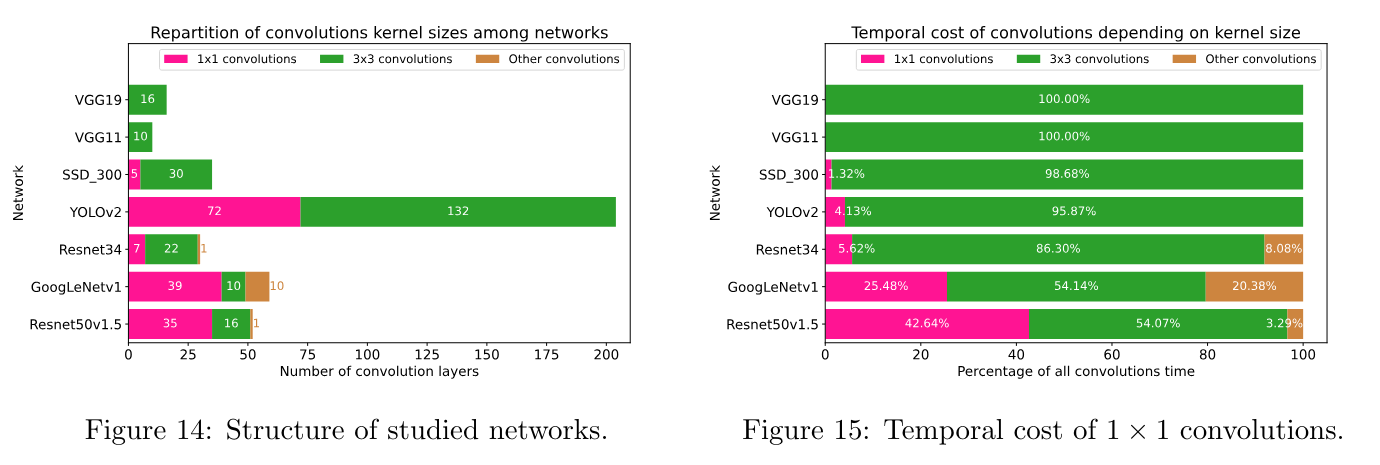 Repartition of convolutions kernel sizes among networks
1x1 convolutions 3x3 convolutions Other convolutions
Network
VGG19 16
VGG11 10
SSD_300 5 30
YOLOv2 72 132
Resnet34 7 22 1
GoogLeNetv1 39 10 10
Resnet50v1.5 35 16 1
0 25 50 75 100 125 150 175 200
Number of convolution layers
Figure 14: Structure of studied networks.
Temporal cost of convolutions depending on kernel size
1x1 convolutions 3x3 convolutions Other convolutions
Network
VGG19 100.00%
VGG11 100.00%
SSD_300 1.32% 98.68%
YOLOv2 4.13% 95.87%
Resnet34 5.62% 86.30% 8.08%
GoogLeNetv1 25.48% 54.14% 20.38%
Resnet50v1.5 42.64% 54.07% 3.29%
0 20 40 60 80 100
Percentage of all convolutions time
Figure 15: Temporal cost of 1 × 1 convolutions.